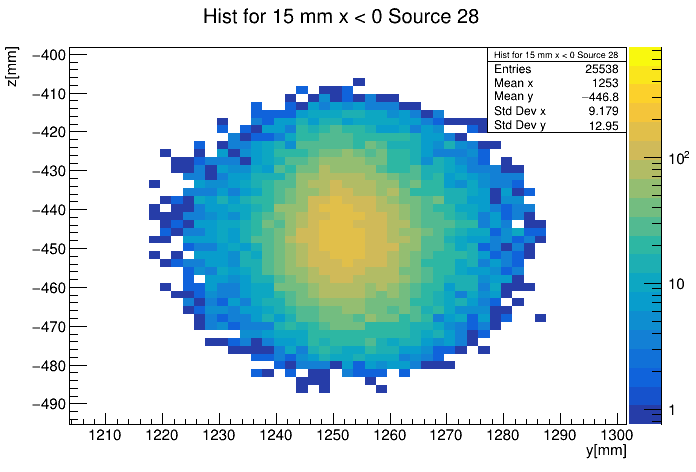 Hist for 15 mm x < 0 Source 28
z[mm]
Hist for 15 mm x < 0 Source 28
Entries 25538
Mean x 1253
Mean y −446.8
Std Dev x 9.179
Std Dev y 12.95
−400
−410
−420
−430
−440
−450
−460
−470
−480
−490
10²
10
1
1210 1220 1230 1240 1250 1260 1270 1280 1290 1300
y[mm]